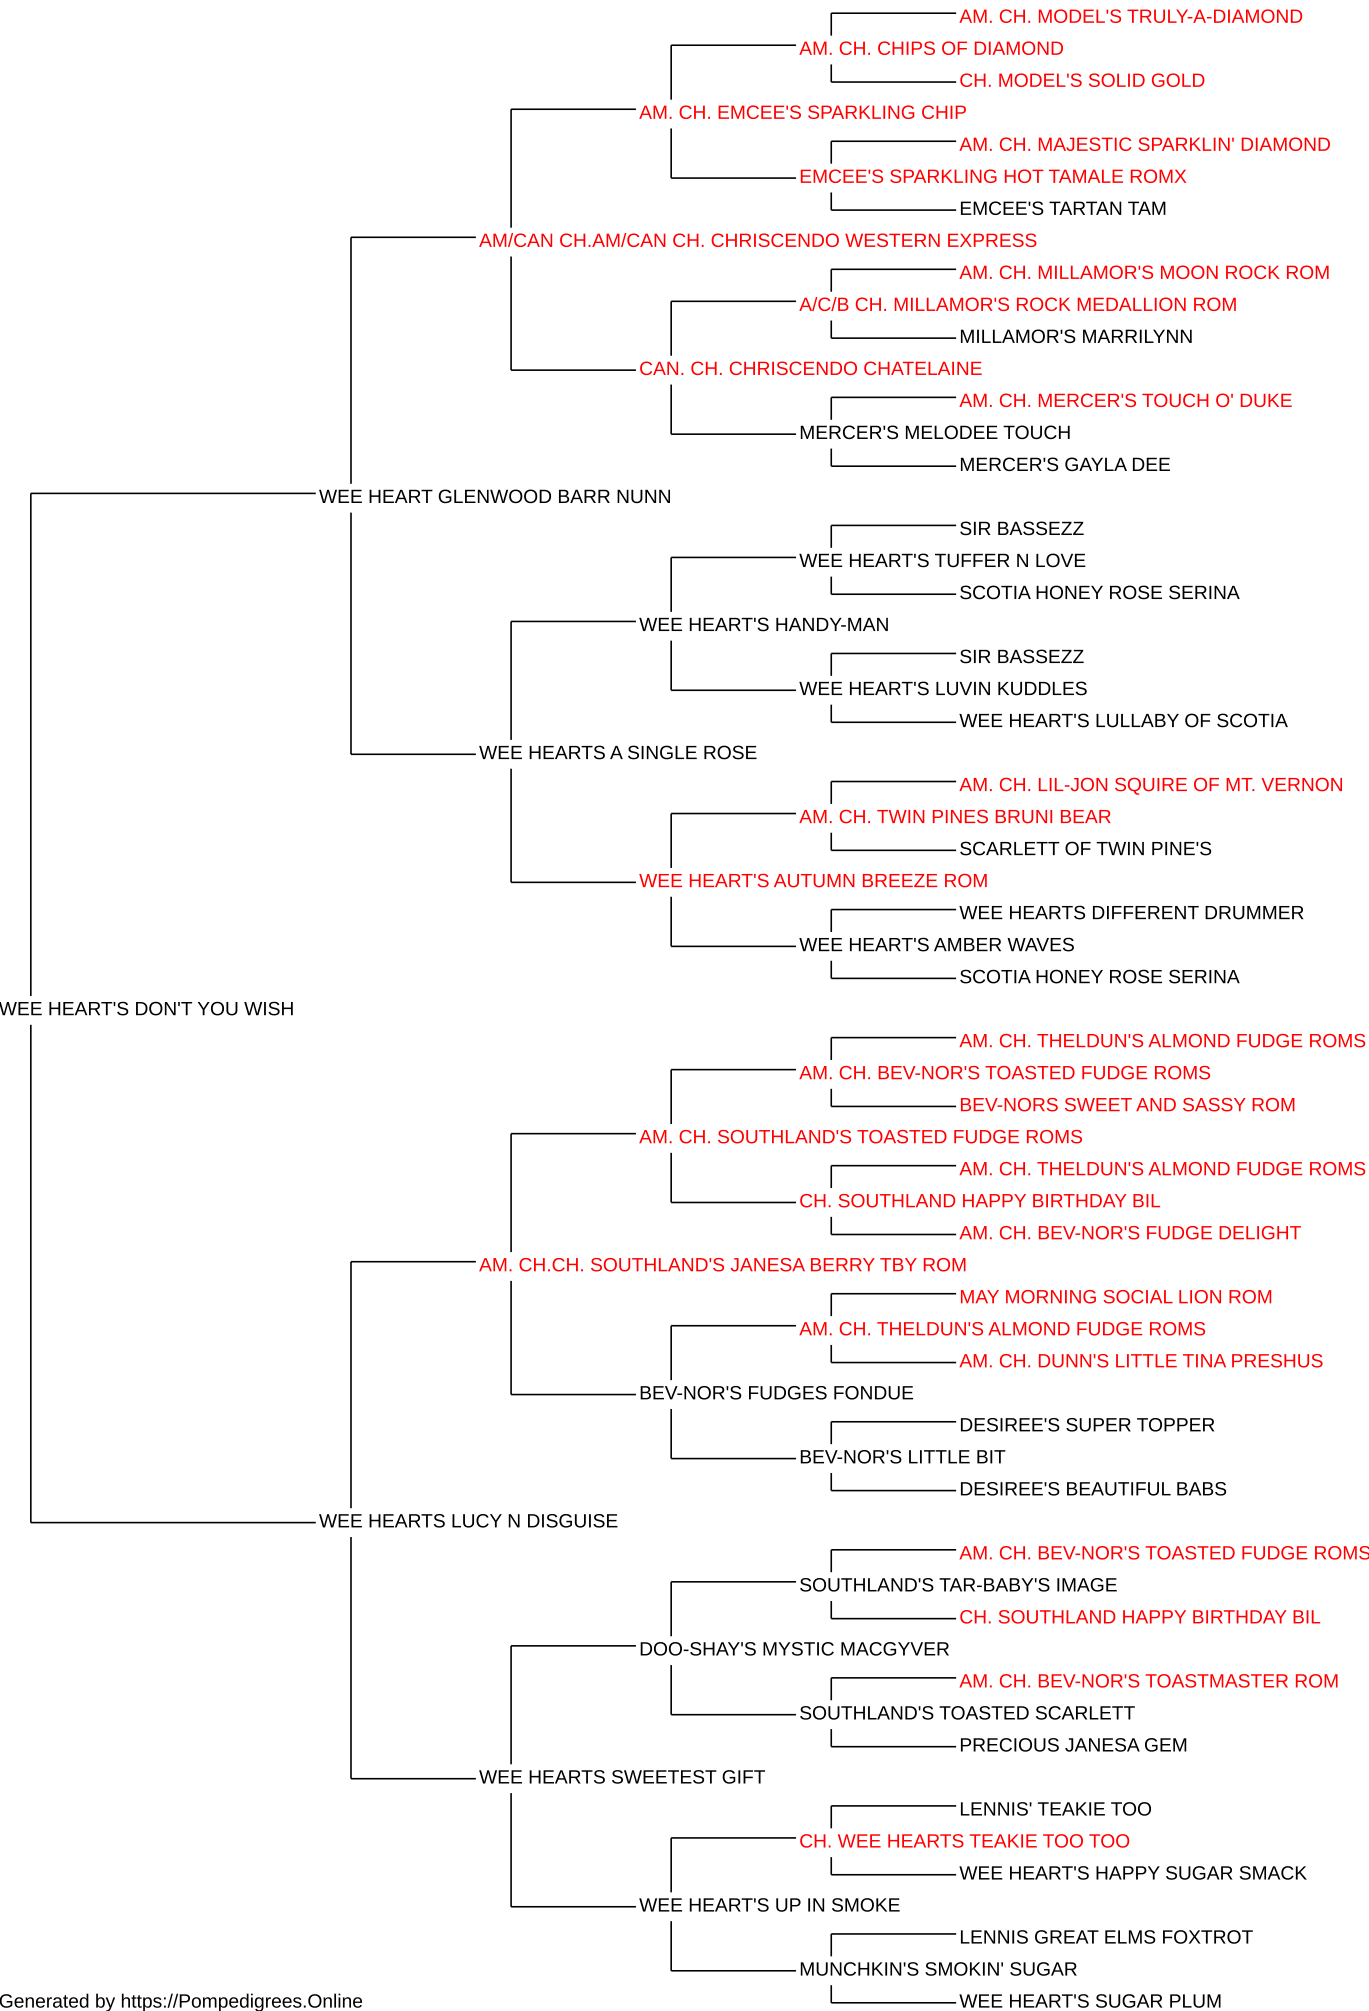 AM. CH. MODEL'S TRULY-A-DIAMOND
AM. CH. CHIPS OF DIAMOND
CH. MODEL'S SOLID GOLD
AM. CH. EMCEE'S SPARKLING CHIP
AM. CH. MAJESTIC SPARKLIN' DIAMOND
EMCEE'S SPARKLING HOT TAMALE ROMX
EMCEE'S TARTAN TAM
AM/CAN CH.AM/CAN CH. CHRISCENDO WESTERN EXPRESS
AM. CH. MILLAMOR'S MOON ROCK ROM
A/C/B CH. MILLAMOR'S ROCK MEDALLION ROM
MILLAMOR'S MARRILYNN
CAN. CH. CHRISCENDO CHATELAINE
AM. CH. MERCER'S TOUCH O' DUKE
MERCER'S MELODEE TOUCH
MERCER'S GAYLA DEE
WEE HEART GLENWOOD BARR NUNN
SIR BASSEZZ
WEE HEART'S TUFFER N LOVE
SCOTIA HONEY ROSE SERINA
WEE HEART'S HANDY-MAN
SIR BASSEZZ
WEE HEART'S LUVIN KUDDLES
WEE HEART'S LULLABY OF SCOTIA
WEE HEARTS A SINGLE ROSE
AM. CH. LIL-JON SQUIRE OF MT. VERNON
AM. CH. TWIN PINES BRUNI BEAR
SCARLETT OF TWIN PINE'S
WEE HEART'S AUTUMN BREEZE ROM
WEE HEARTS DIFFERENT DRUMMER
WEE HEART'S AMBER WAVES
SCOTIA HONEY ROSE SERINA
WEE HEART'S DON'T YOU WISH
AM. CH. THELDUN'S ALMOND FUDGE ROMS
AM. CH. BEV-NOR'S TOASTED FUDGE ROMS
BEV-NORS SWEET AND SASSY ROM
AM. CH. SOUTHLAND'S TOASTED FUDGE ROMS
AM. CH. THELDUN'S ALMOND FUDGE ROMS
CH. SOUTHLAND HAPPY BIRTHDAY BIL
AM. CH. BEV-NOR'S FUDGE DELIGHT
AM. CH.CH. SOUTHLAND'S JANESA BERRY TBY ROM
MAY MORNING SOCIAL LION ROM
AM. CH. THELDUN'S ALMOND FUDGE ROMS
AM. CH. DUNN'S LITTLE TINA PRESHUS
BEV-NOR'S FUDGES FONDUE
DESIREE'S SUPER TOPPER
BEV-NOR'S LITTLE BIT
DESIREE'S BEAUTIFUL BABS
WEE HEARTS LUCY N DISGUISE
AM. CH. BEV-NOR'S TOASTED FUDGE ROMS
SOUTHLAND'S TAR-BABY'S IMAGE
CH. SOUTHLAND HAPPY BIRTHDAY BIL
DOO-SHAY'S MYSTIC MACGYVER
AM. CH. BEV-NOR'S TOASTMASTER ROM
SOUTHLAND'S TOASTED SCARLETT
PRECIOUS JANESA GEM
WEE HEARTS SWEETEST GIFT
LENNIS' TEAKIE TOO
CH. WEE HEARTS TEAKIE TOO TOO
WEE HEART'S HAPPY SUGAR SMACK
WEE HEART'S UP IN SMOKE
LENNIS GREAT ELMS FOXTROT
MUNCHKIN'S SMOKIN' SUGAR
WEE HEART'S SUGAR PLUM
Generated by https://Pompedigrees.Online